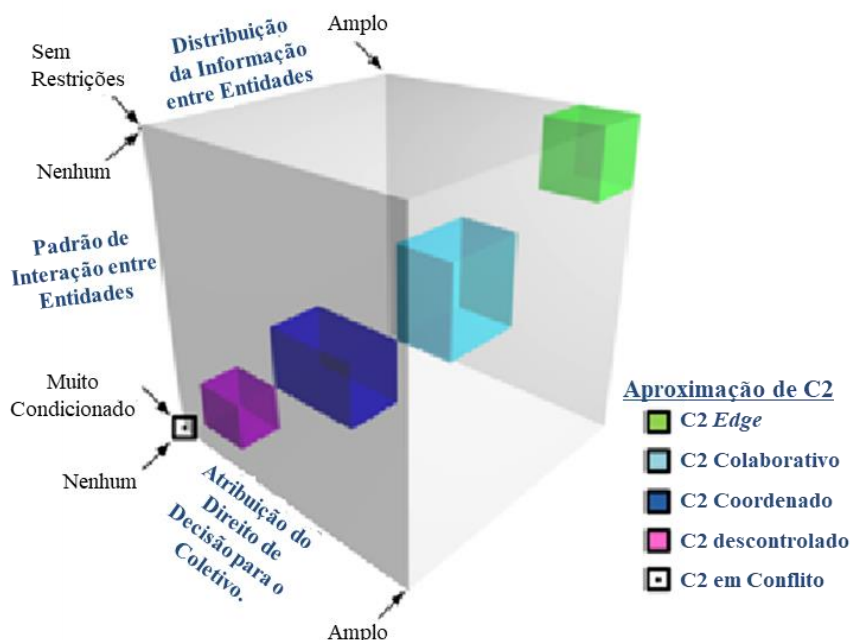 Amplo
Distribuição
da Informação
entre Entidades
Sem
Restrições
Nenhum
Padrão de
Interação entre
Entidades
Muito
Condicionado
Nenhum
Atribuição do
Direito de
Decisão para o
Coletivo.
Amplo
Aproximação de C2
C2 Edge
C2 Colaborativo
C2 Coordenado
C2 descontrolado
C2 em Conflito